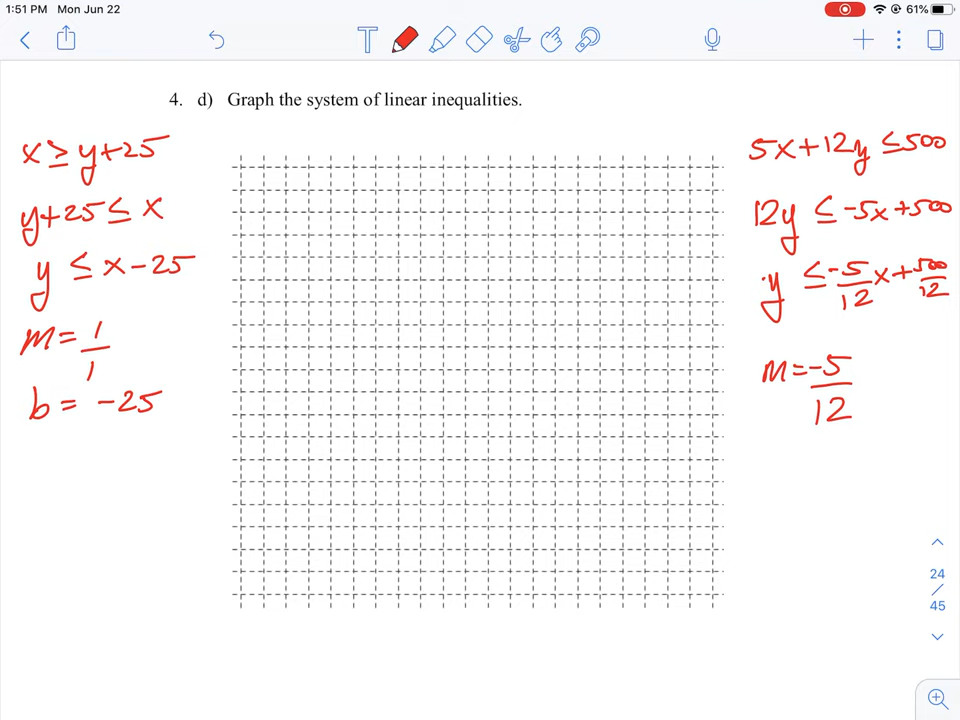 1:51 PM Mon Jun 22
61%
T
4. d) Graph the system of linear inequalities.
x ≥ y+25
y+25 ≤ x
y ≤ x-25
m = 1/1
b = -25
5x+12y ≤500
12y ≤ -5x+500
y ≤ -5/12 x + 500/12
m = -5/12
24
/
45